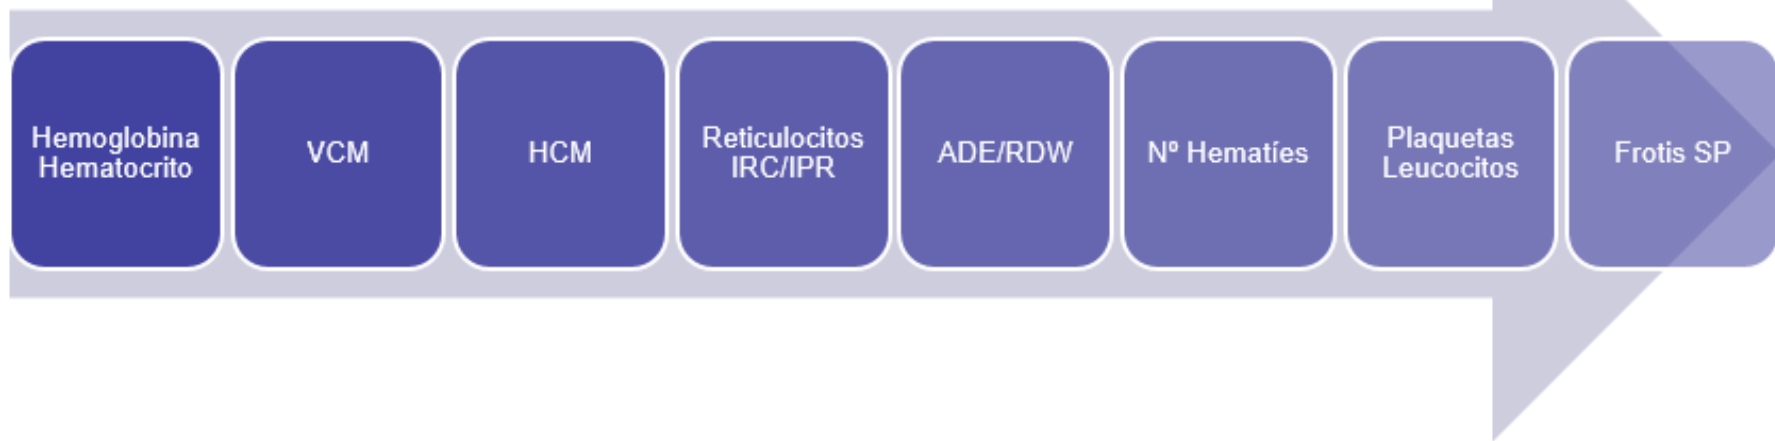 Hemoglobina
Hematocrito
VCM
HCM
Reticulocitos
IRC/IPR
ADE/RDW
Nº Hematíes
Plaquetas
Leucocitos
Frotis SP